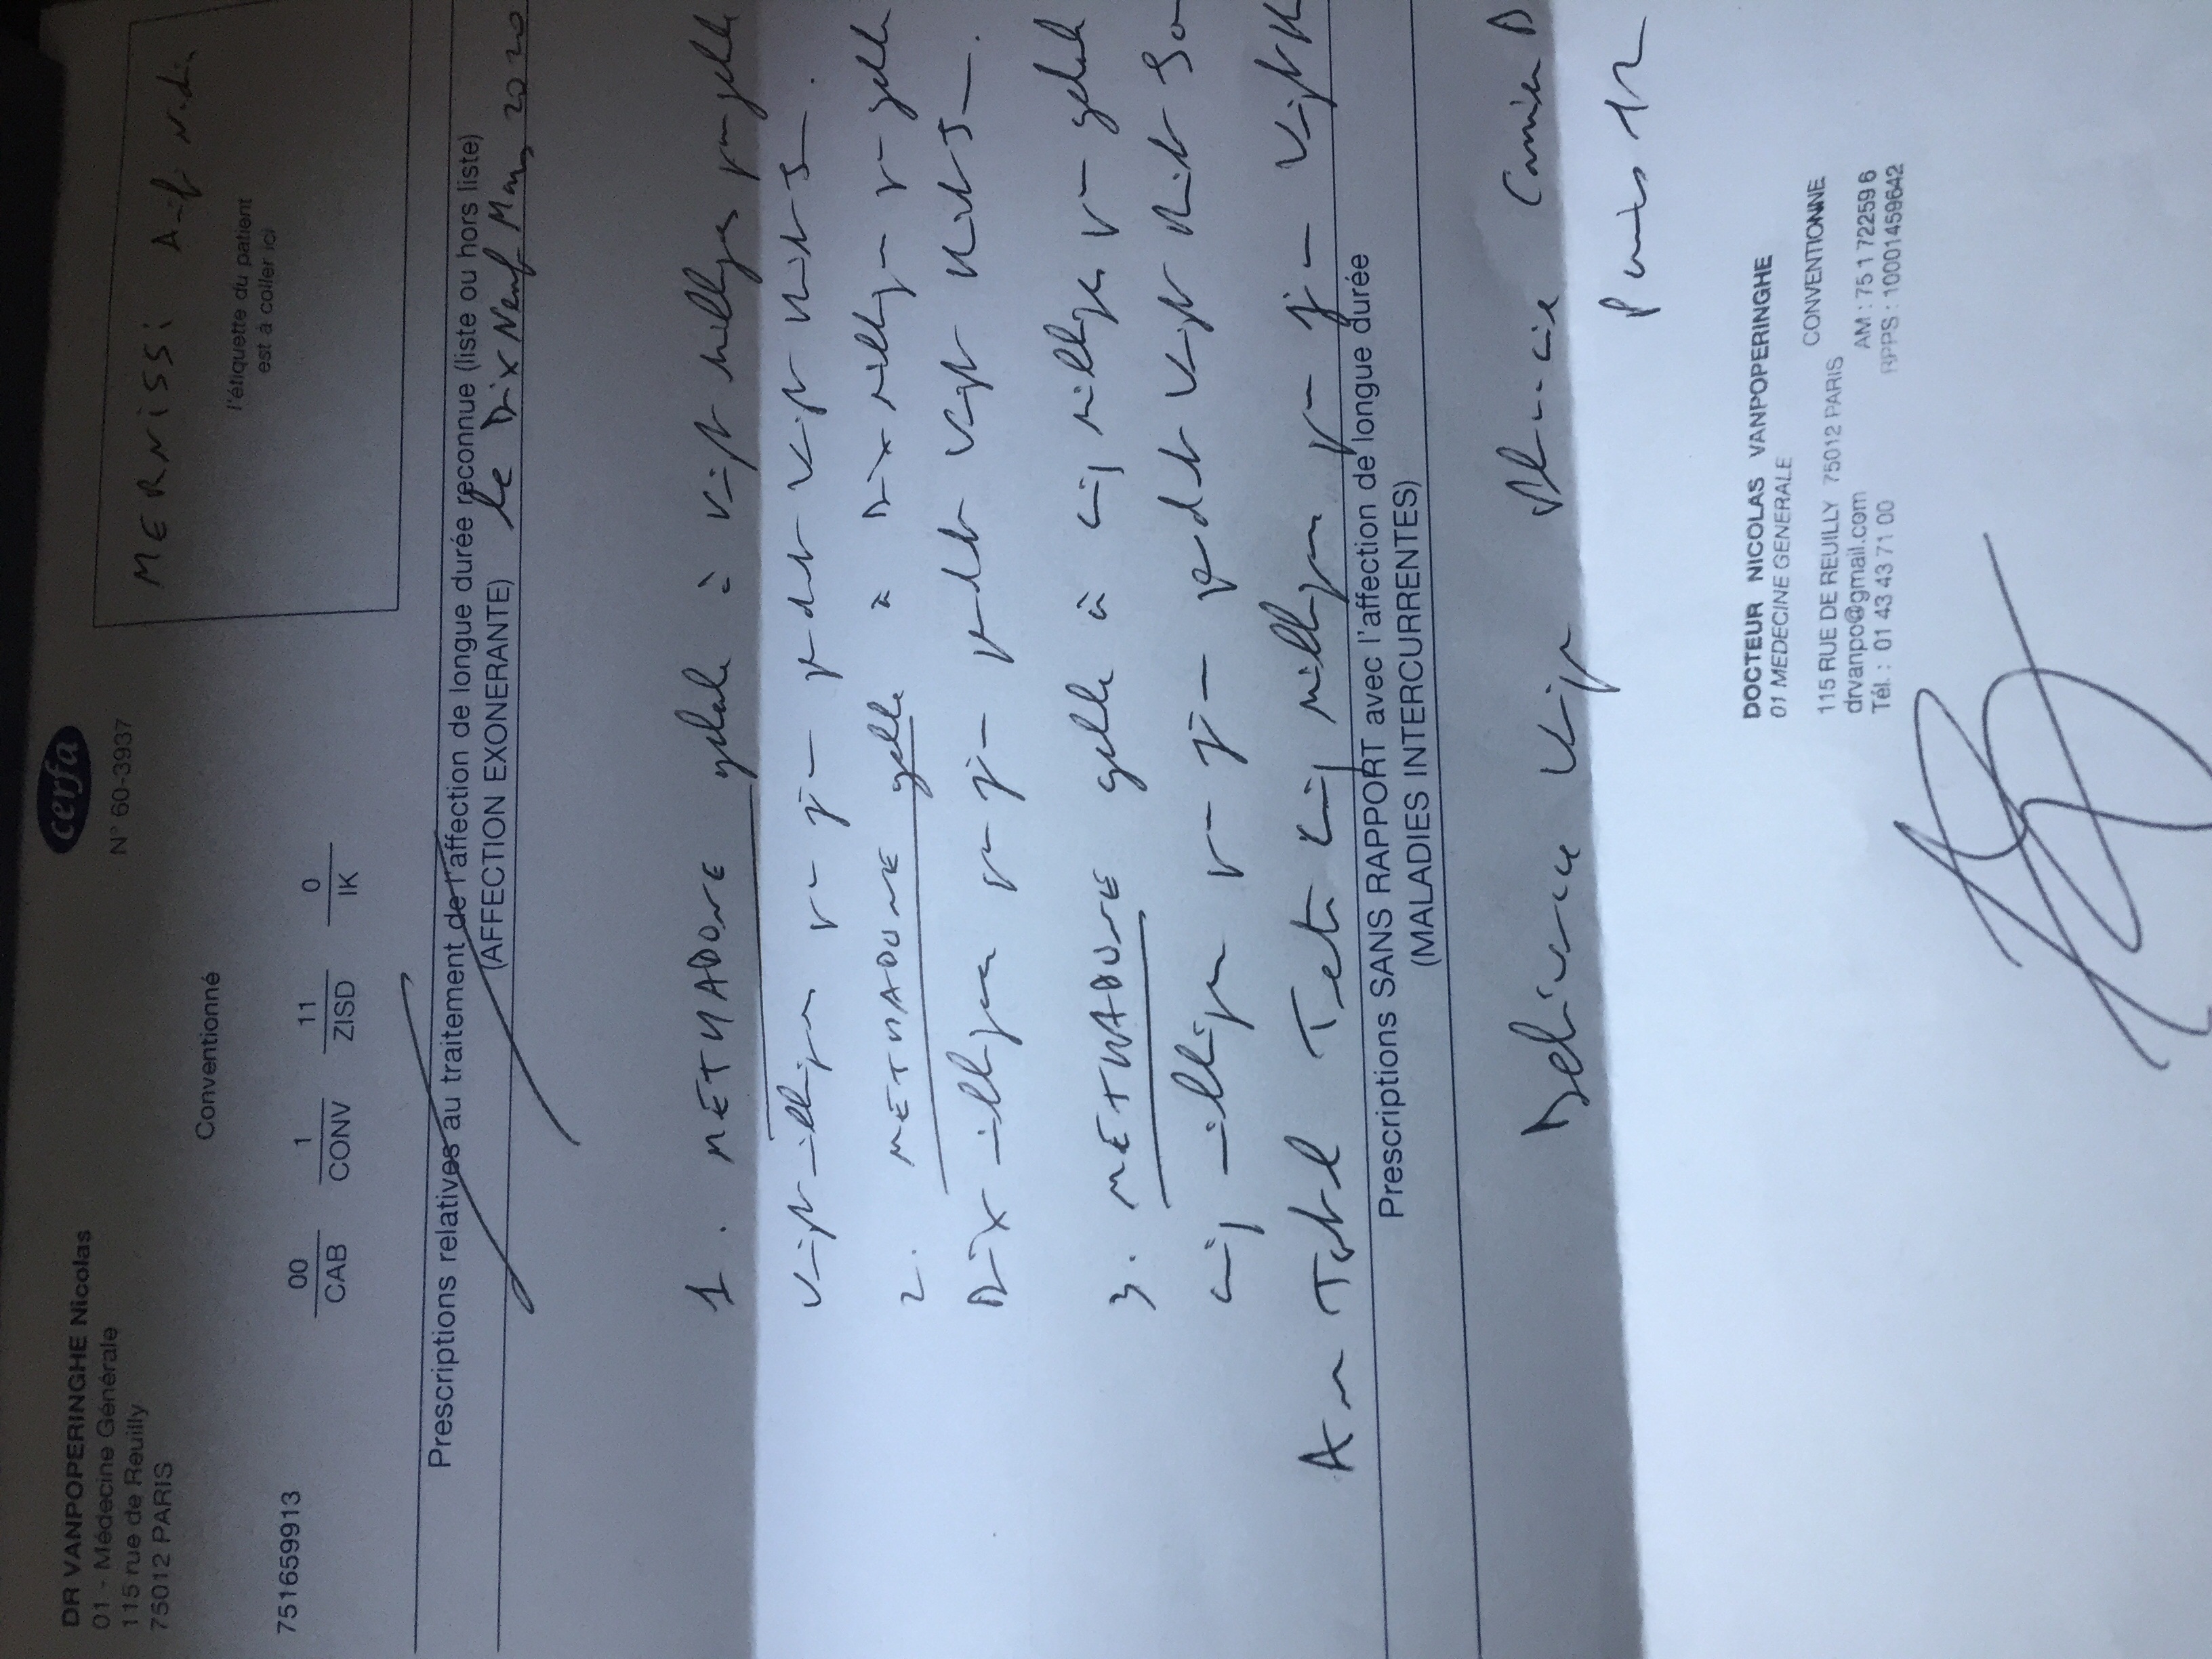 DR VANPOPERINGHE Nicolas
01 - Médecine Générale
115 rue de Reuilly
75012 PARIS
cerfa
N° 60-3937
Conventionné
MERNiSSi
l'étiquette du patient
est à coller ici
751659913
00 1 11 0
CAB CONV ZISD IK
Prescriptions relatives au traitement de l'affection de longue durée reconnue (liste ou hors liste)
(AFFECTION EXONERANTE) le Dix Neuf Mars 2020
1. METHADONE gelule à Vingt milligrammes par gelule
Vingt milligrammes par jour pendant Vingt Huit Jours.
2. METHADONE gelule à Dix milligrammes par gelule
Dix milligrammes par jour pendant Vingt Huit Jours.
3. METHADONE gelule à cinq milligrammes par gelule
cinq milligrammes par jour pendant Vingt Huit
Au Total Trente Cinq milligrammes par jour Vingt
Prescriptions SANS RAPPORT avec l'affection de longue durée
(MALADIES INTERCURRENTES)
Délivrance Pharmacie
Paris 12
DOCTEUR NICOLAS VANPOPERINGHE
01 MEDECINE GENERALE
CONVENTIONNE
115 RUE DE REUILLY 75012 PARIS
drvanpo@gmail.com AM : 75 1 72259 6
Tél. : 01 43 43 71 00 RPPS : 10001459642